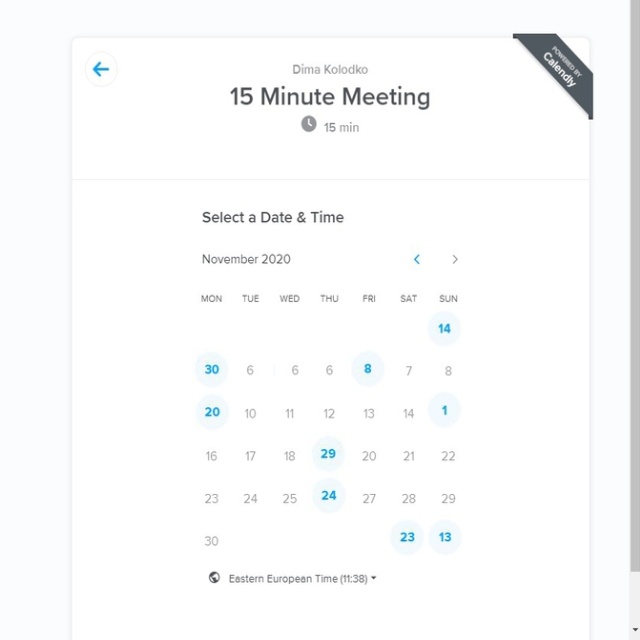 POWERED BY
Calendly
Dima Kolodko
15 Minute Meeting
15 min
Select a Date & Time
November 2020
MON TUE WED THU FRI SAT SUN
14
30 6 6 6 8 7 8
20 10 11 12 13 14 1
16 17 18 29 20 21 22
23 24 25 24 27 28 29
30 23 13
Eastern European Time (11:38)